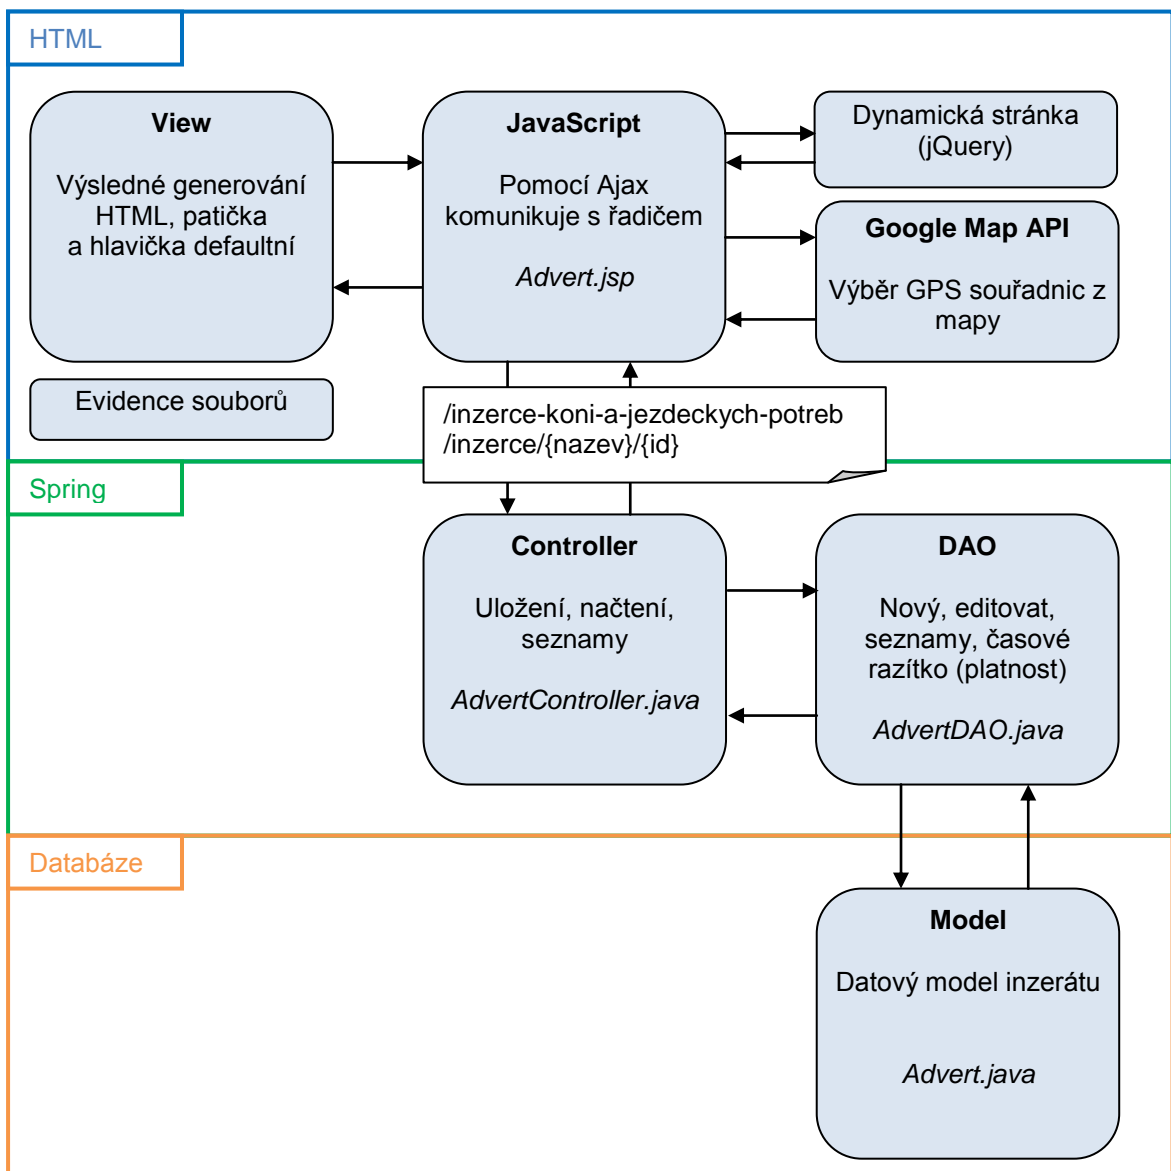 HTML
View
Výsledné generování
HTML, patička
a hlavička defaultní
JavaScript
Pomocí Ajax
komunikuje s řadičem
Advert.jsp
Dynamická stránka
(jQuery)
Google Map API
Výběr GPS souřadnic z
mapy
Evidence souborů
/inzerce-koni-a-jezdeckych-potreb
/inzerce/{nazev}/{id}
Spring
Controller
Uložení, načtení,
seznamy
AdvertController.java
DAO
Nový, editovat,
seznamy, časové
razítko (platnost)
AdvertDAO.java
Databáze
Model
Datový model inzerátu
Advert.java